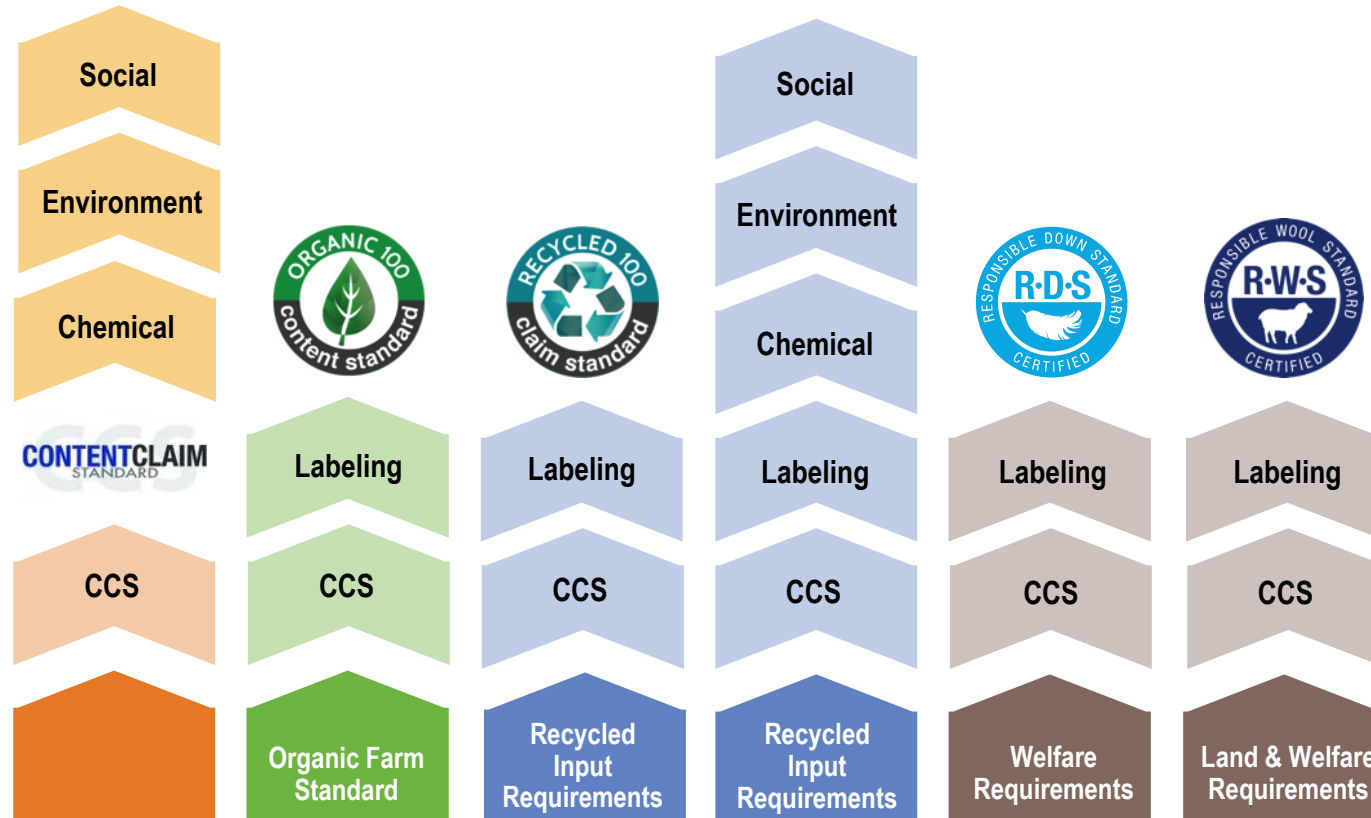 Social
Environment
Chemical
CCS
CONTENTCLAIM
STANDARD
CCS
ORGANIC 100
content standard
Labeling
CCS
Organic Farm
Standard
RECYCLED 100
claim standard
Labeling
CCS
Recycled
Input
Requirements
Social
Environment
Chemical
Labeling
CCS
Recycled
Input
Requirements
RESPONSIBLE DOWN STANDARD
R·D·S
CERTIFIED
Labeling
CCS
Welfare
Requirements
RESPONSIBLE WOOL STANDARD
R·W·S
CERTIFIED
Labeling
CCS
Land & Welfare
Requirements